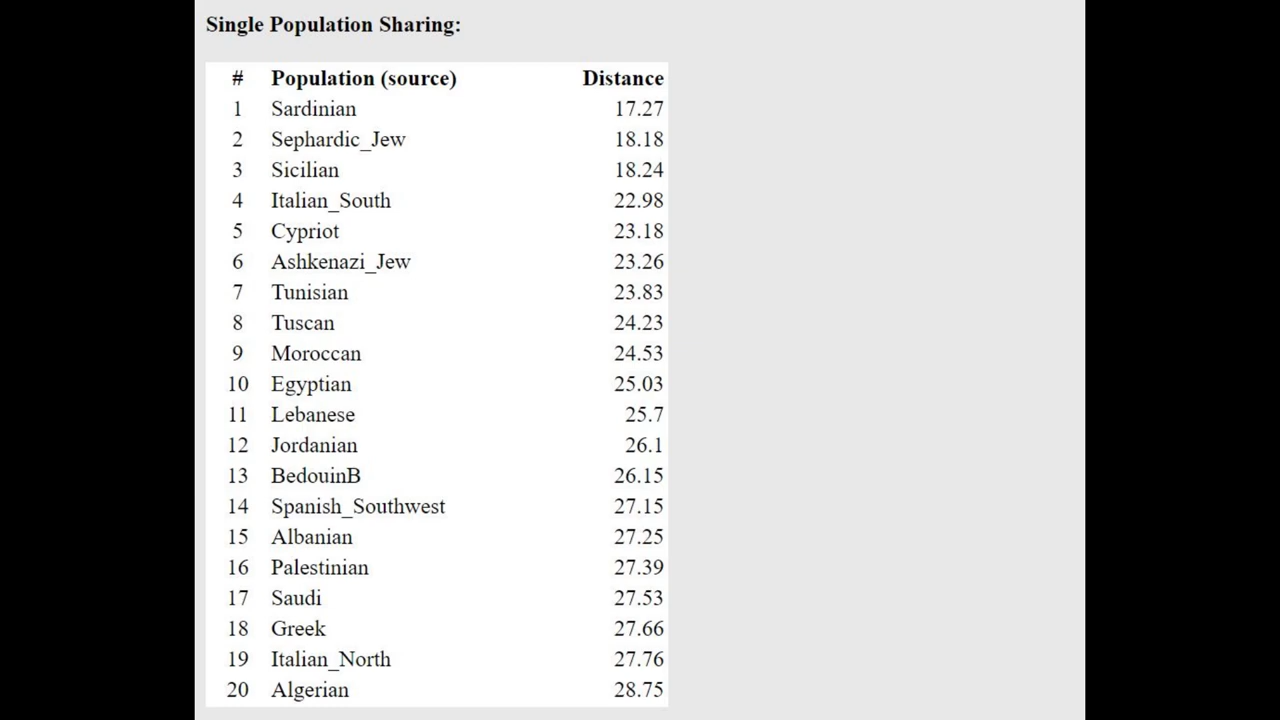 Single Population Sharing:
# Population (source) Distance
1 Sardinian 17.27
2 Sephardic_Jew 18.18
3 Sicilian 18.24
4 Italian_South 22.98
5 Cypriot 23.18
6 Ashkenazi_Jew 23.26
7 Tunisian 23.83
8 Tuscan 24.23
9 Moroccan 24.53
10 Egyptian 25.03
11 Lebanese 25.7
12 Jordanian 26.1
13 BedouinB 26.15
14 Spanish_Southwest 27.15
15 Albanian 27.25
16 Palestinian 27.39
17 Saudi 27.53
18 Greek 27.66
19 Italian_North 27.76
20 Algerian 28.75